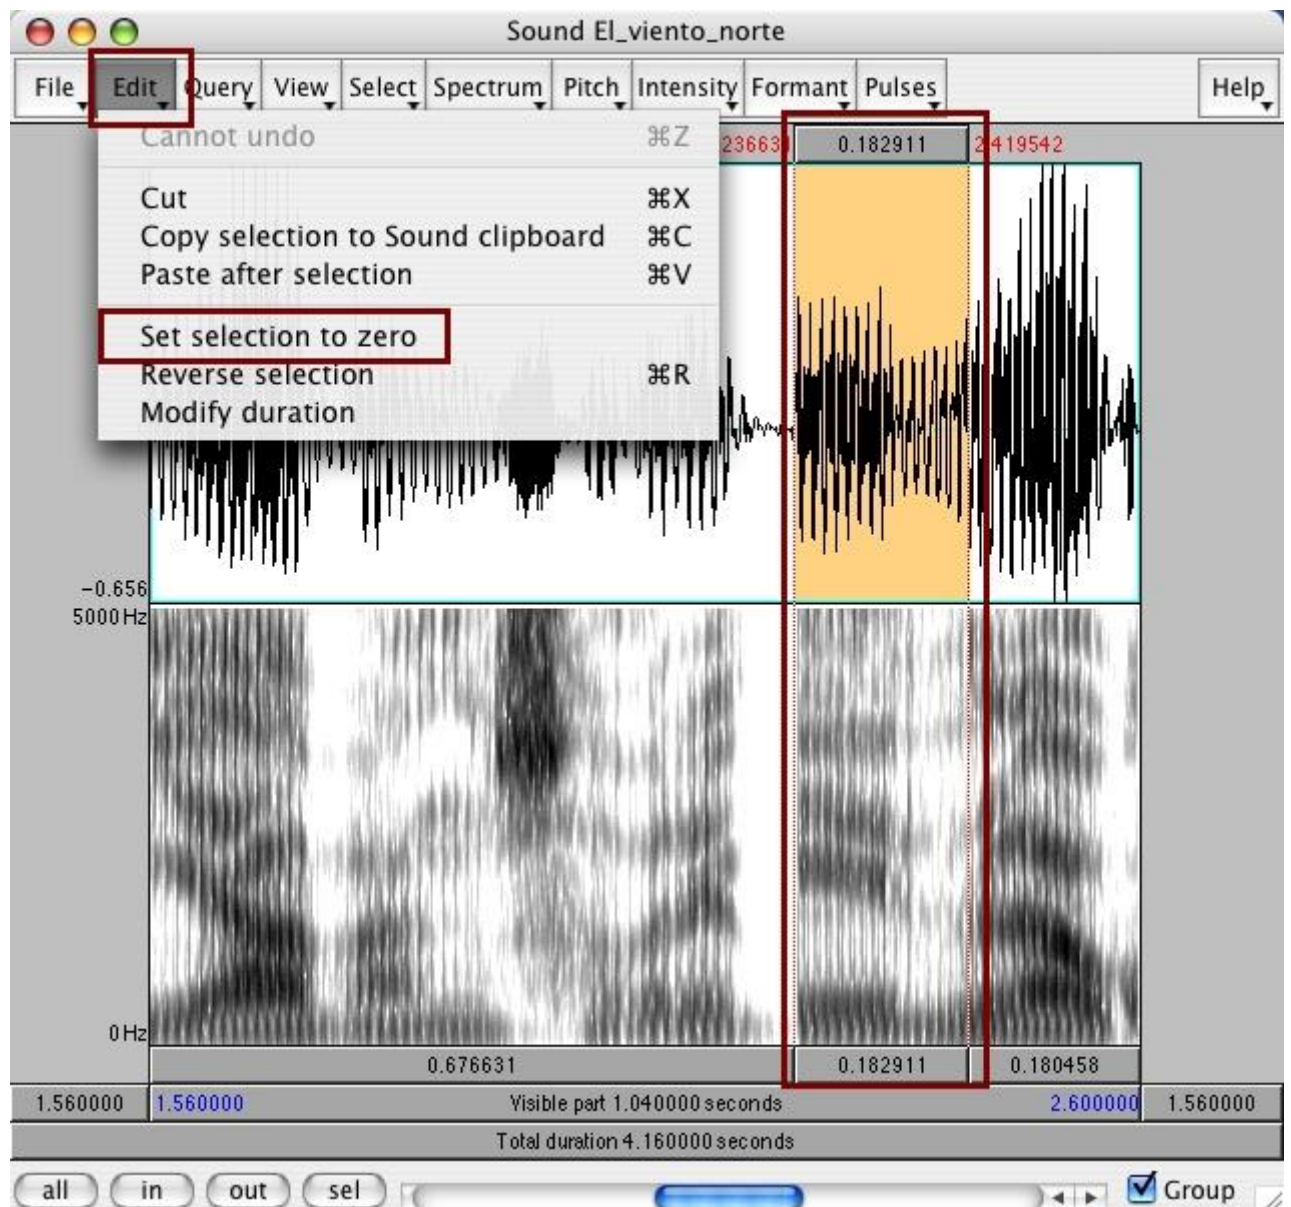 Sound El_viento_norte
File Edit Query View Select Spectrum Pitch Intensity Formant Pulses Help
Cannot undo ⌘Z
236631 0.182911 2.419542
Cut ⌘X
Copy selection to Sound clipboard ⌘C
Paste after selection ⌘V
Set selection to zero
Reverse selection ⌘R
Modify duration
-0.656
5000 Hz
0 Hz
0.676631 0.182911 0.180458
1.560000 1.560000 Visible part 1.040000 seconds 2.600000 1.560000
Total duration 4.160000 seconds
all in out sel Group